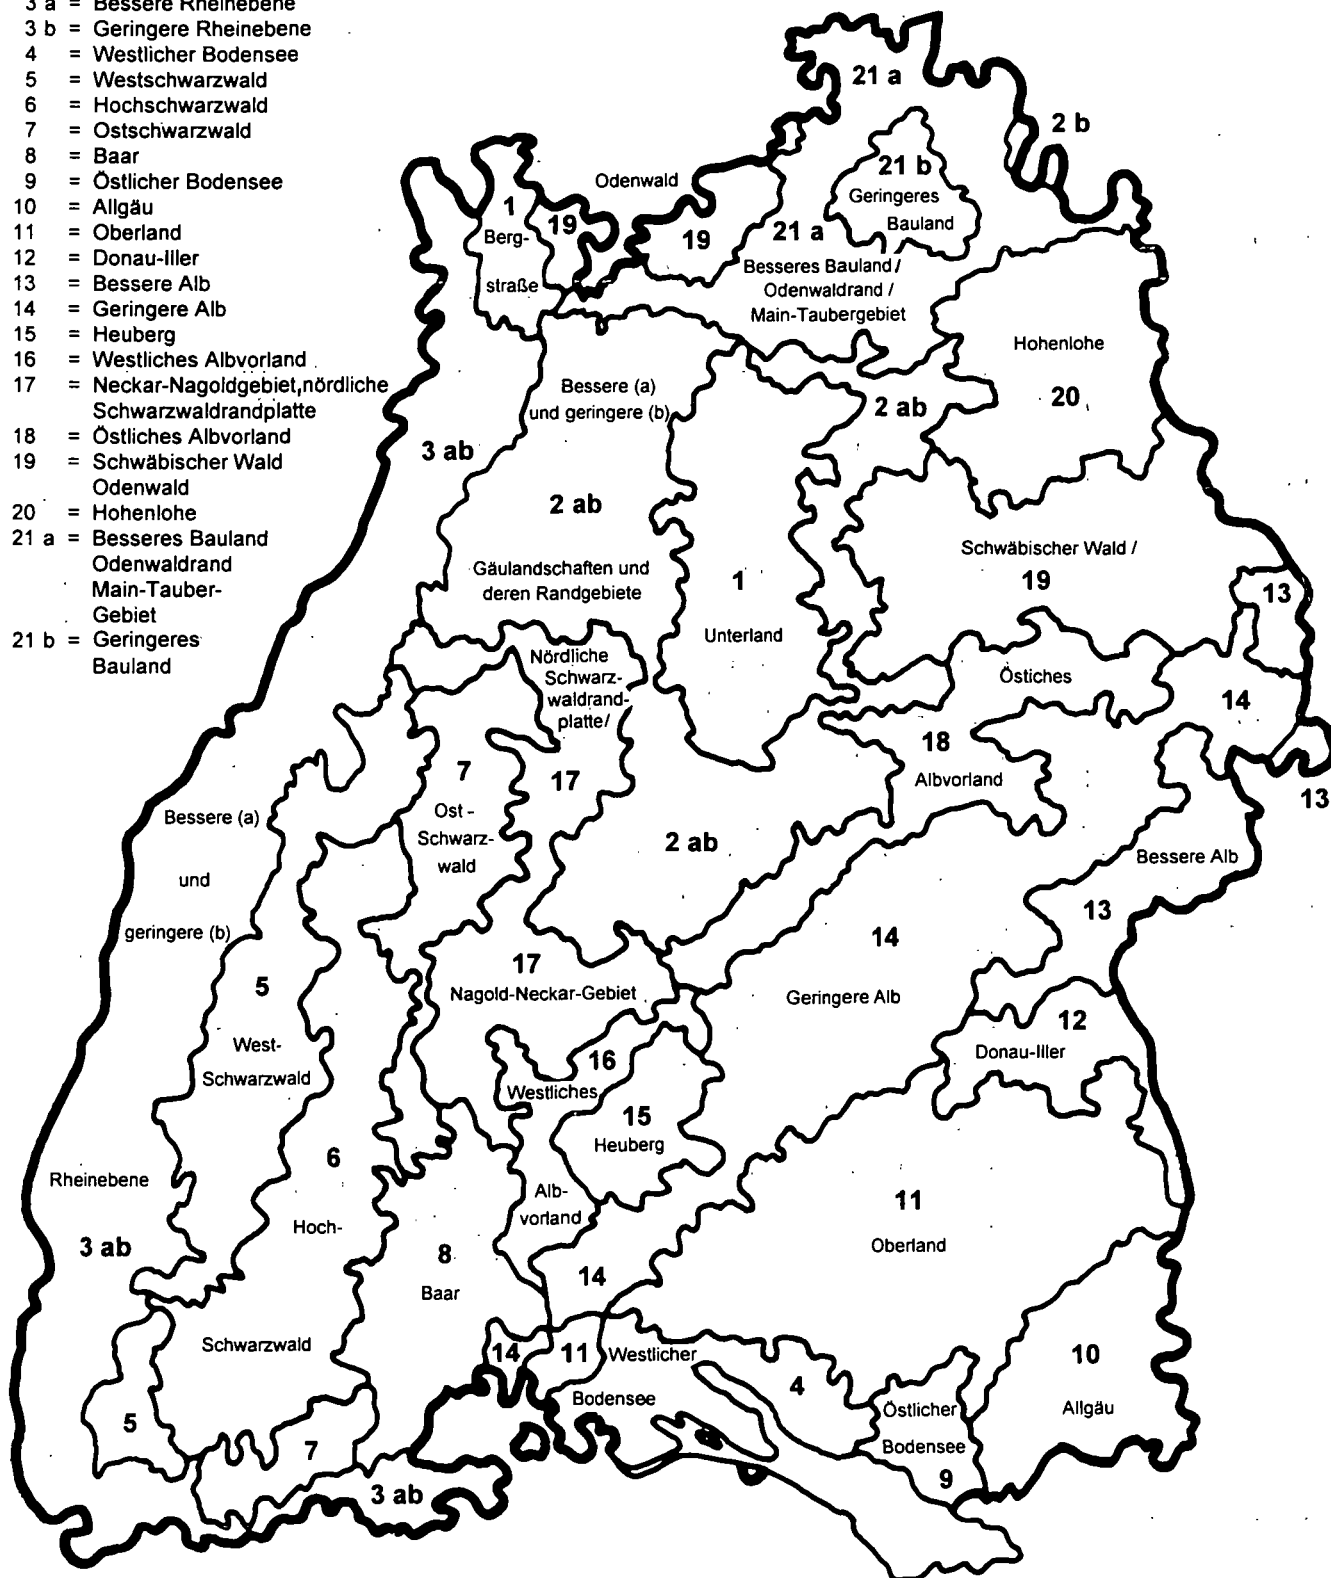 3 a = Bessere Rheinebene
3 b = Geringere Rheinebene
4 = Westlicher Bodensee
5 = Westschwarzwald
6 = Hochschwarzwald
7 = Ostschwarzwald
8 = Baar
9 = Östlicher Bodensee
10 = Allgäu
11 = Oberland
12 = Donau-Iller
13 = Bessere Alb
14 = Geringere Alb
15 = Heuberg
16 = Westliches Albvorland
17 = Neckar-Nagoldgebiet,nördliche
Schwarzwaldrandplatte
18 = Östliches Albvorland
19 = Schwäbischer Wald
Odenwald
20 = Hohenlohe
21 a = Besseres Bauland
Odenwaldrand
Main-Tauber-
Gebiet
21 b = Geringeres
Bauland
21 a
2 b
Odenwald
21 b
Geringeres
Bauland
1
Berg-
straße
19
19
21 a
Besseres Bauland /
Odenwaldrand /
Main-Taubergebiet
Hohenlohe
20
Bessere (a)
und geringere (b)
2 ab
3 ab
2 ab
Gäulandschaften und
deren Randgebiete
1
Unterland
Schwäbischer Wald /
19
13
Nördliche
Schwarz-
waldrand-
platte/
Östiches
14
18
Albvorland
7
Ost -
Schwarz-
wald
17
13
Bessere (a)
und
geringere (b)
2 ab
Bessere Alb
13
14
Geringere Alb
17
Nagold-Neckar-Gebiet
5
West-
Schwarzwald
12
Donau-Iller
16
Westliches
15
Heuberg
6
Rheinebene
3 ab
Hoch-
Alb-
vorland
11
Oberland
8
Baar
14
Schwarzwald
14
11
Westlicher
Bodensee
4
10
Allgäu
5
7
Östlicher
Bodensee
9
3 ab